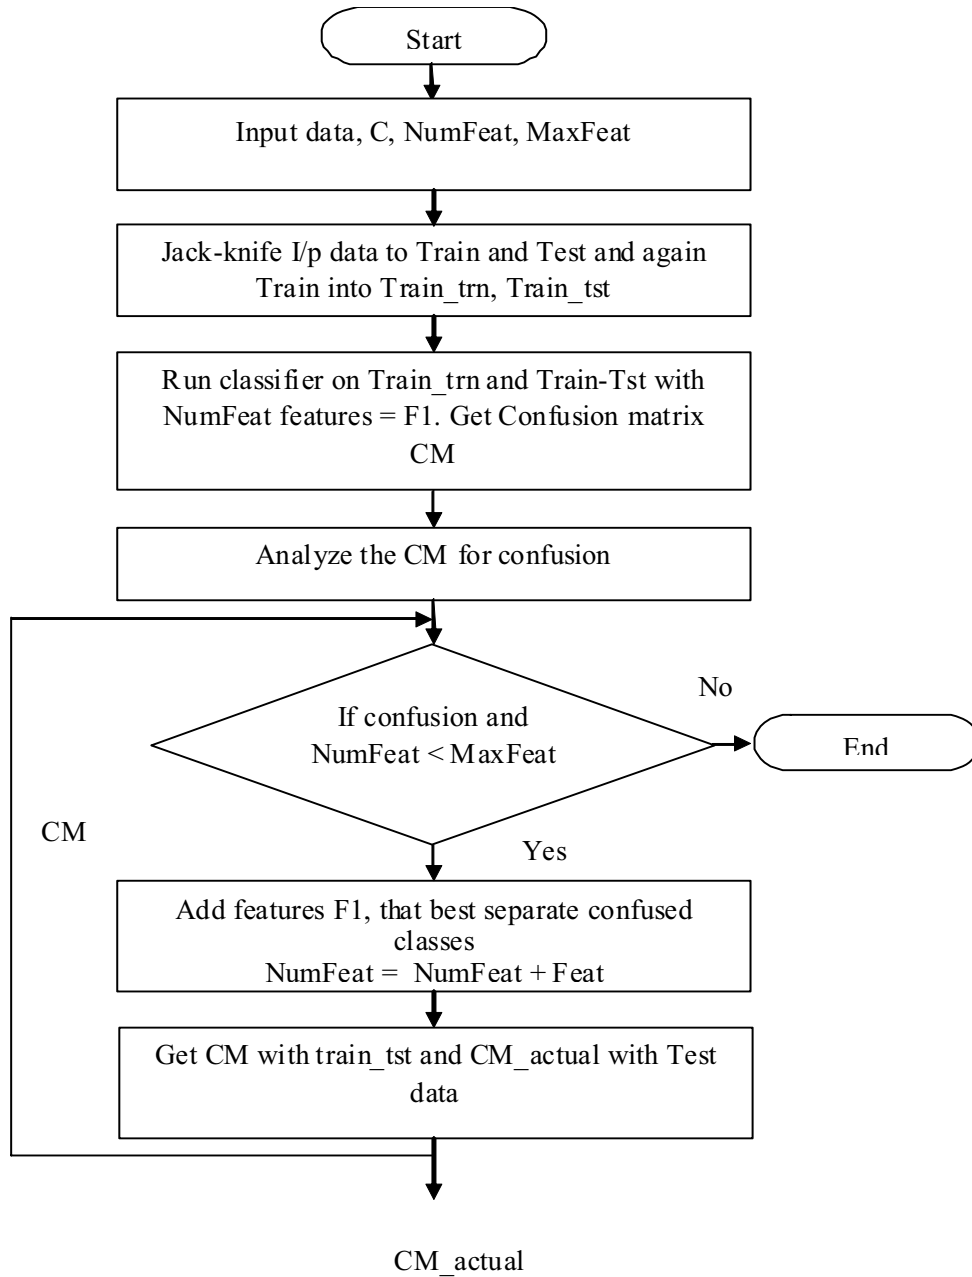 Start
Input data, C, NumFeat, MaxFeat
Jack-knife I/p data to Train and Test and again
Train into Train_trn, Train_tst
Run classifier on Train_trn and Train-Tst with
NumFeat features = F1. Get Confusion matrix
CM
Analyze the CM for confusion
If confusion and
NumFeat < MaxFeat
No
End
CM
Yes
Add features F1, that best separate confused
classes
NumFeat = NumFeat + Feat
Get CM with train_tst and CM_actual with Test
data
CM_actual